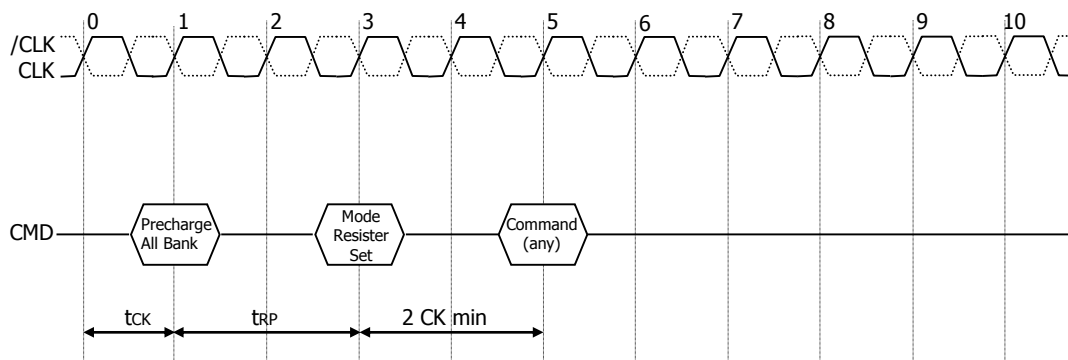 0 1 2 3 4 5 6 7 8 9 10
/CLK
CLK
CMD
Precharge
All Bank
Mode
Resister
Set
Command
(any)
tCK
tRP
2 CK min